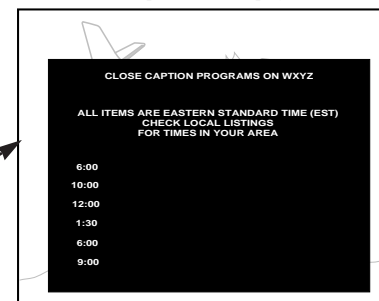 CLOSE CAPTION PROGRAMS ON WXYZ
ALL ITEMS ARE EASTERN STANDARD TIME (EST)
CHECK LOCAL LISTINGS
FOR TIMES IN YOUR AREA
6:00
10:00
12:00
1:30
6:00
9:00